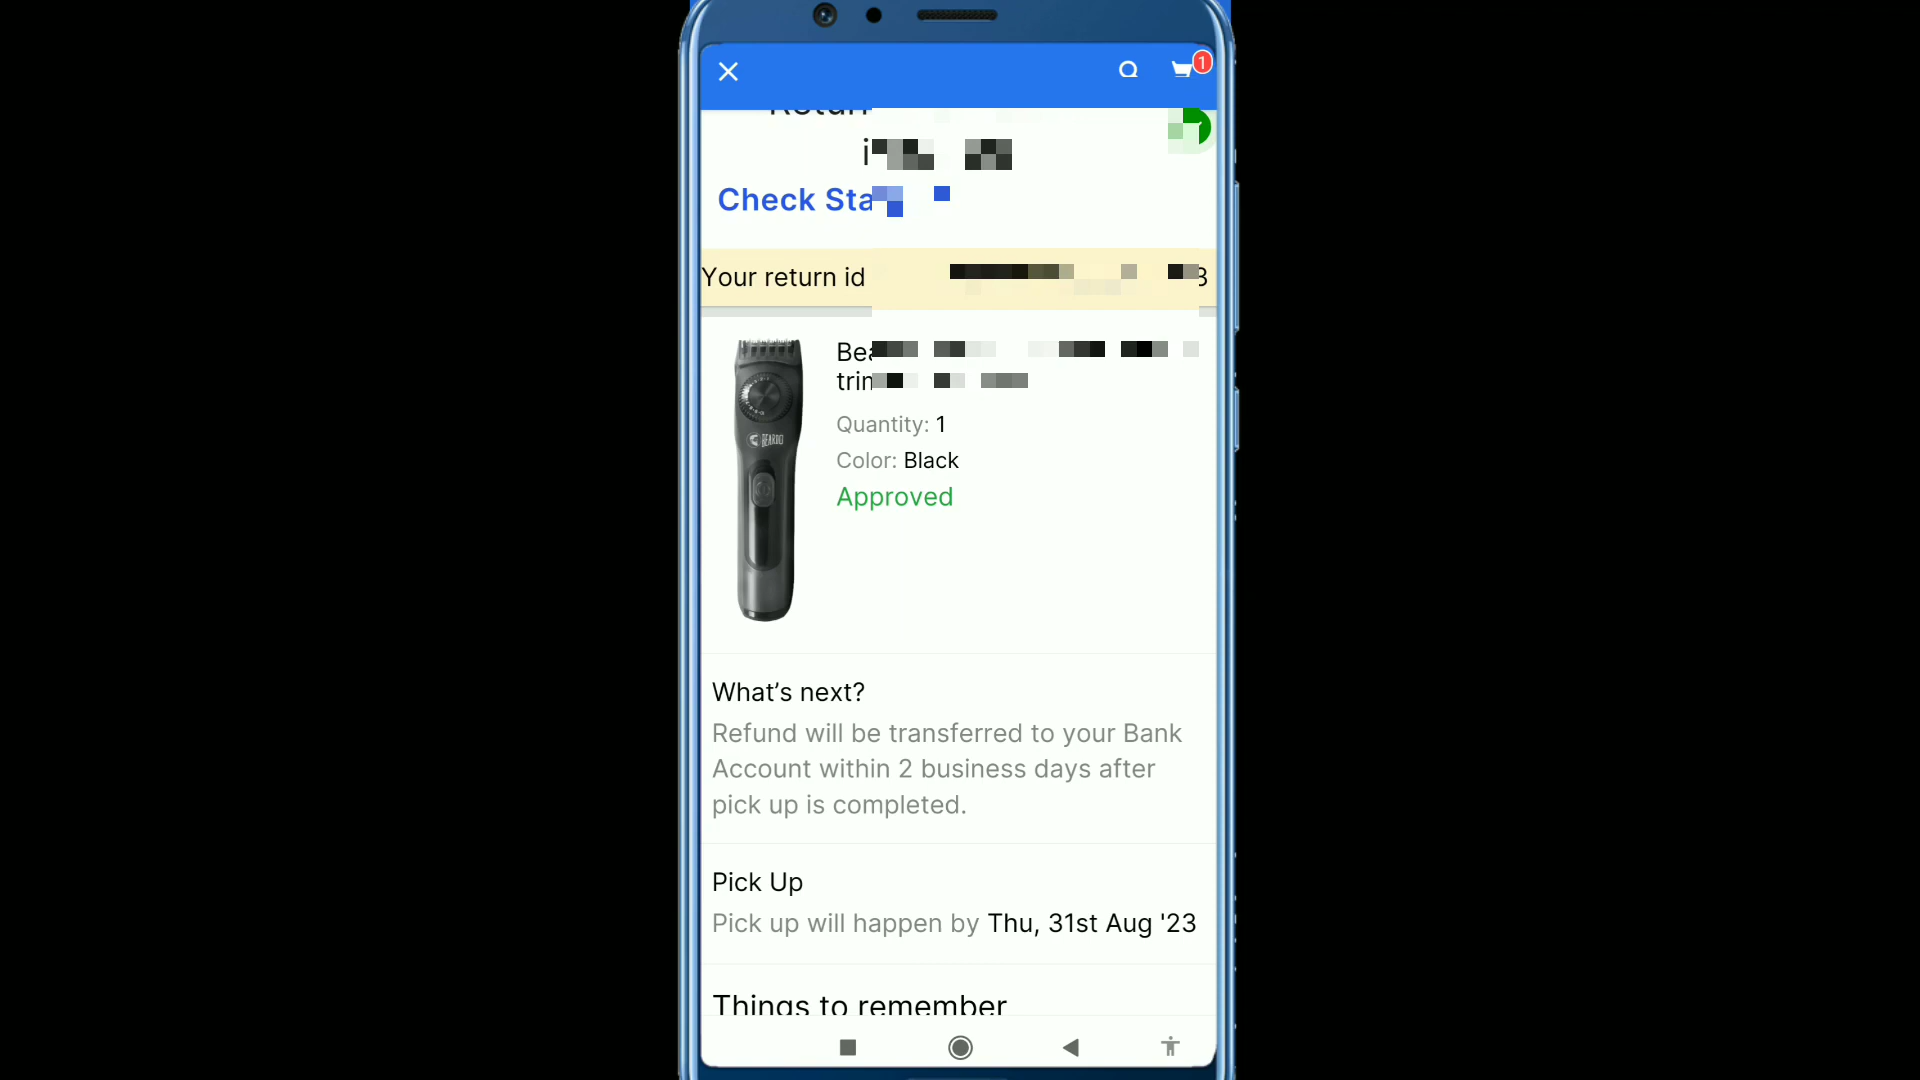 1
Check
Your return id
BEARDO
Quantity: 1
Color: Black
Approved
What's next?
Refund will be transferred to your Bank
Account within 2 business days after
pick up is completed.
Pick Up
Pick up will happen by Thu, 31st Aug '23
Things to remember